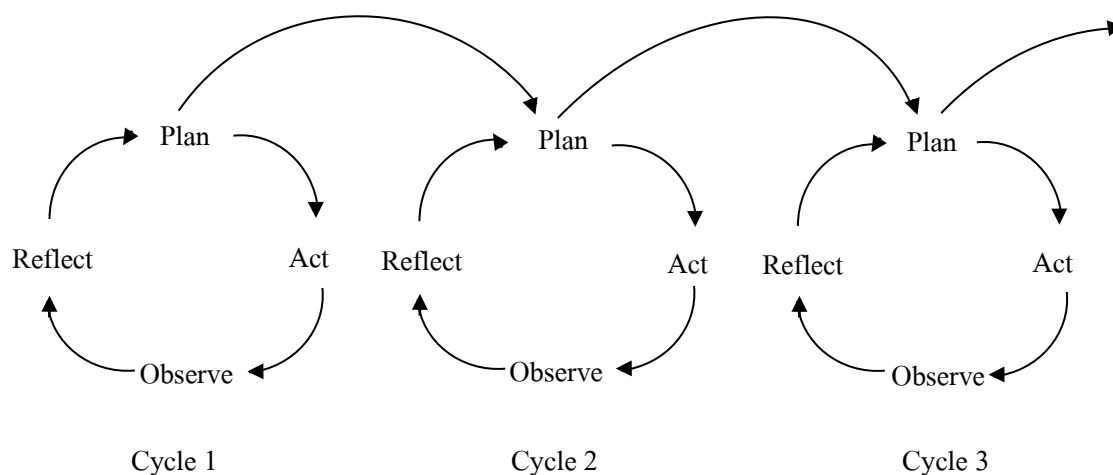 Plan
Plan
Plan
Reflect
Act
Reflect
Act
Reflect
Act
Observe
Observe
Observe
Cycle 1
Cycle 2
Cycle 3